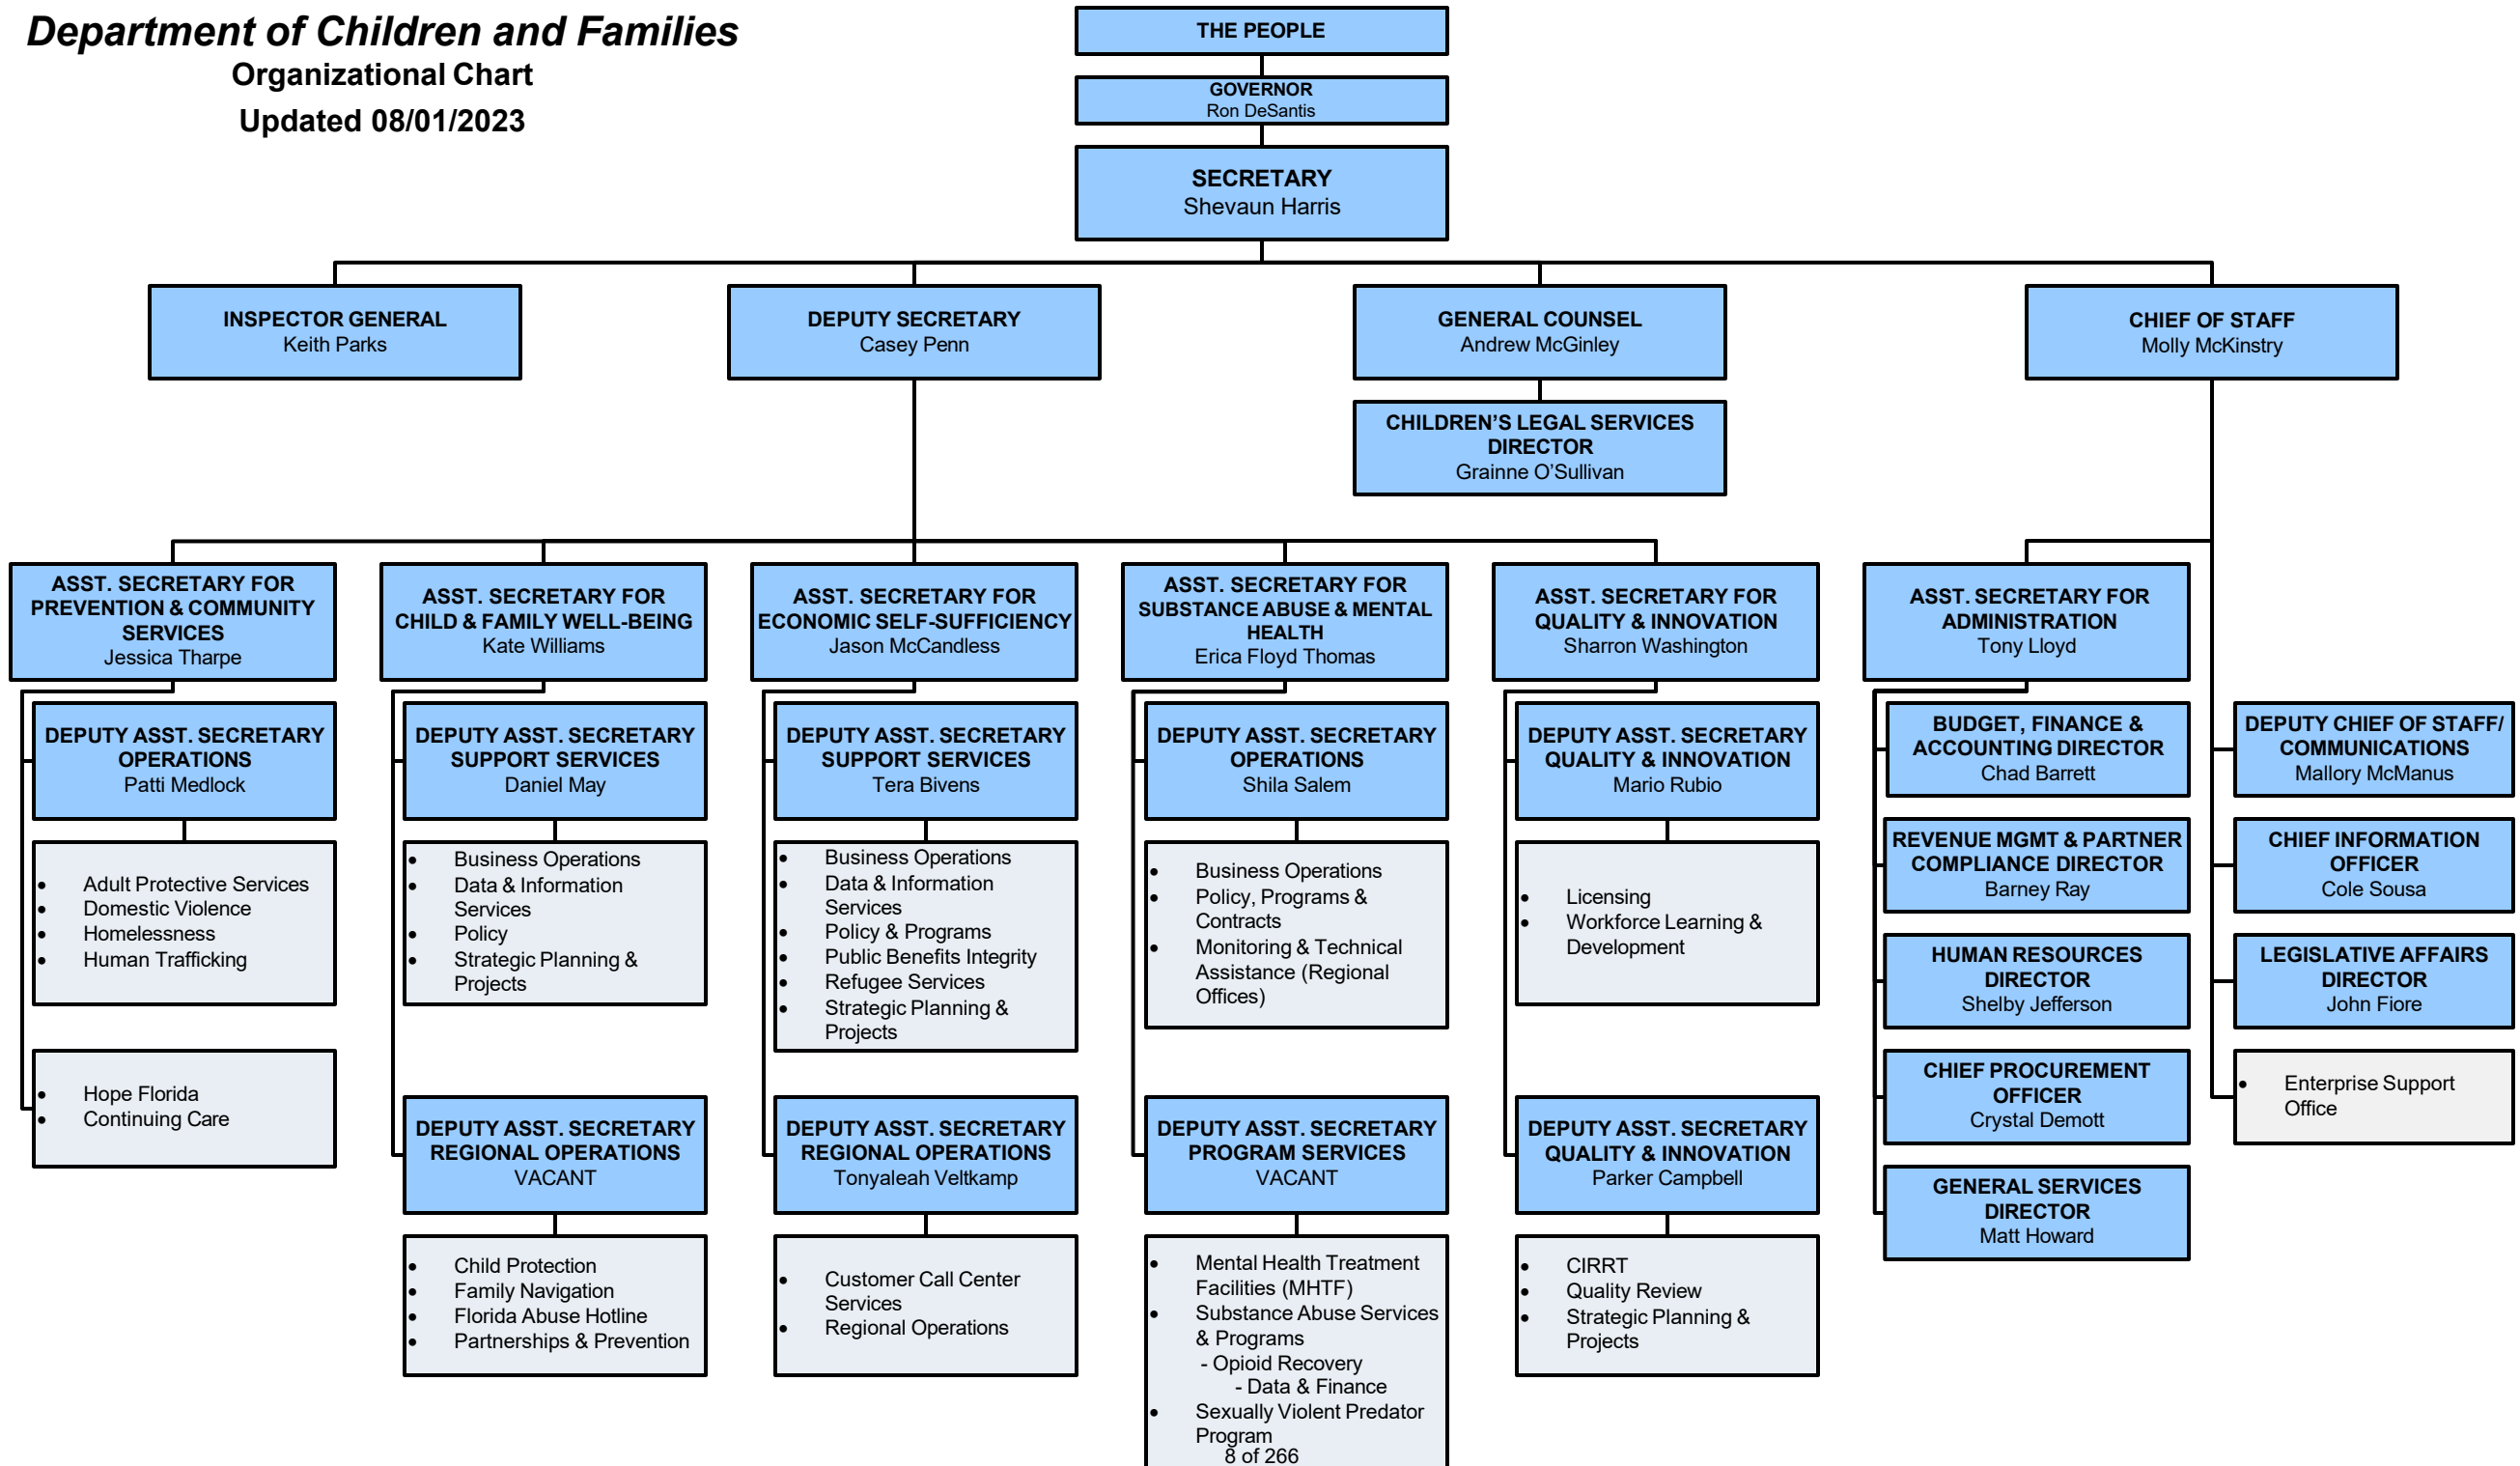 Department of Children and Families
Organizational Chart
Updated 08/01/2023
THE PEOPLE
GOVERNOR
Ron DeSantis
SECRETARY
Shevaun Harris
INSPECTOR GENERAL
Keith Parks
DEPUTY SECRETARY
Casey Penn
GENERAL COUNSEL
Andrew McGinley
CHIEF OF STAFF
Molly McKinstry
CHILDREN’S LEGAL SERVICES
DIRECTOR
Grainne O’Sullivan
ASST. SECRETARY FOR
PREVENTION & COMMUNITY
SERVICES
Jessica Tharpe
DEPUTY ASST. SECRETARY
OPERATIONS
Patti Medlock
• Adult Protective Services
• Domestic Violence
• Homelessness
• Human Trafficking
• Hope Florida
• Continuing Care
ASST. SECRETARY FOR
CHILD & FAMILY WELL-BEING
Kate Williams
DEPUTY ASST. SECRETARY
SUPPORT SERVICES
Daniel May
• Business Operations
• Data & Information
Services
• Policy
• Strategic Planning &
Projects
DEPUTY ASST. SECRETARY
REGIONAL OPERATIONS
VACANT
• Child Protection
• Family Navigation
• Florida Abuse Hotline
• Partnerships & Prevention
ASST. SECRETARY FOR
ECONOMIC SELF-SUFFICIENCY
Jason McCandless
DEPUTY ASST. SECRETARY
SUPPORT SERVICES
Tera Bivens
• Business Operations
• Data & Information
Services
• Policy & Programs
• Public Benefits Integrity
• Refugee Services
• Strategic Planning &
Projects
DEPUTY ASST. SECRETARY
REGIONAL OPERATIONS
Tonyaleah Veltkamp
• Customer Call Center
Services
• Regional Operations
ASST. SECRETARY FOR
SUBSTANCE ABUSE & MENTAL
HEALTH
Erica Floyd Thomas
DEPUTY ASST. SECRETARY
OPERATIONS
Shila Salem
• Business Operations
• Policy, Programs &
Contracts
• Monitoring & Technical
Assistance (Regional
Offices)
DEPUTY ASST. SECRETARY
PROGRAM SERVICES
VACANT
• Mental Health Treatment
Facilities (MHTF)
• Substance Abuse Services
& Programs
- Opioid Recovery
- Data & Finance
• Sexually Violent Predator
Program
ASST. SECRETARY FOR
QUALITY & INNOVATION
Sharron Washington
DEPUTY ASST. SECRETARY
QUALITY & INNOVATION
Mario Rubio
• Licensing
• Workforce Learning &
Development
DEPUTY ASST. SECRETARY
QUALITY & INNOVATION
Parker Campbell
• CIRRT
• Quality Review
• Strategic Planning &
Projects
ASST. SECRETARY FOR
ADMINISTRATION
Tony Lloyd
BUDGET, FINANCE &
ACCOUNTING DIRECTOR
Chad Barrett
REVENUE MGMT & PARTNER
COMPLIANCE DIRECTOR
Barney Ray
HUMAN RESOURCES
DIRECTOR
Shelby Jefferson
CHIEF PROCUREMENT
OFFICER
Crystal Demott
GENERAL SERVICES
DIRECTOR
Matt Howard
DEPUTY CHIEF OF STAFF/
COMMUNICATIONS
Mallory McManus
CHIEF INFORMATION
OFFICER
Cole Sousa
LEGISLATIVE AFFAIRS
DIRECTOR
John Fiore
• Enterprise Support
Office
8 of 266